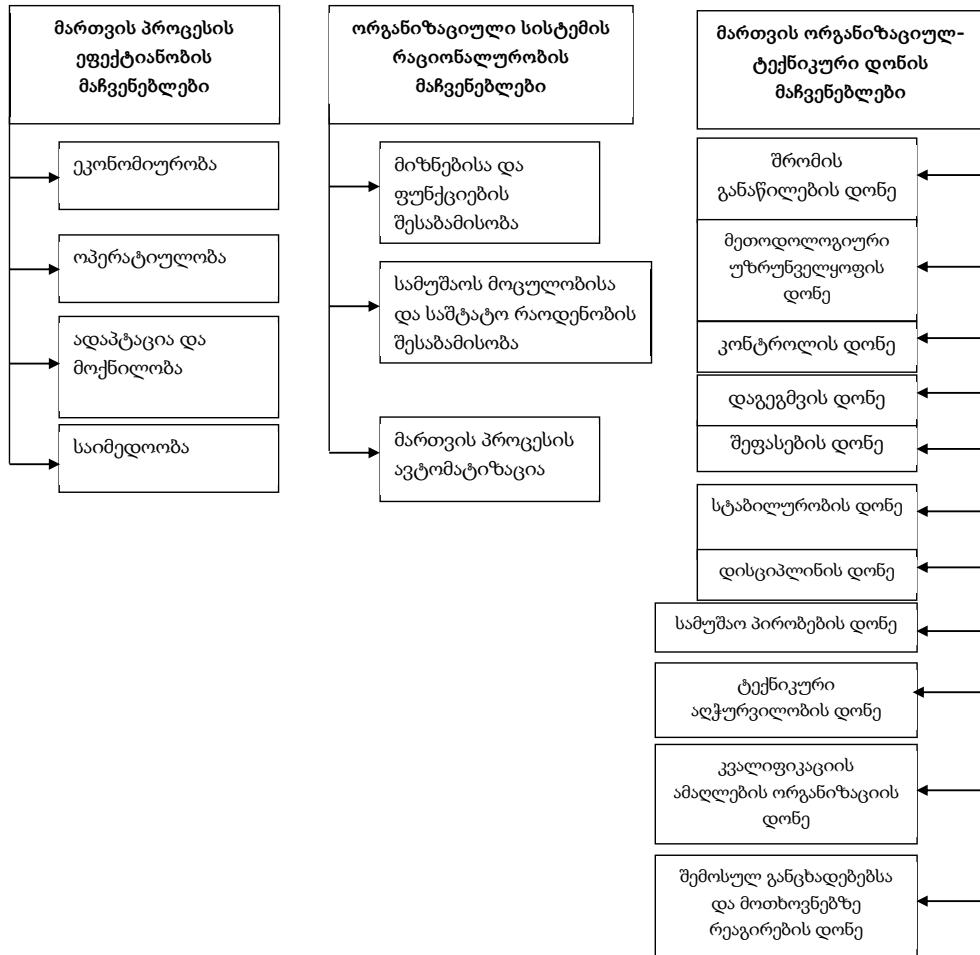 მართვის პროცესის
ეფექტიანობის
მაჩვენებლები
ეკონომიურობა
ოპერატიულობა
ადაპტაცია და
მოქნილობა
საიმედოობა
ორგანიზაციული სისტემის
რაციონალურობის
მაჩვენებლები
მიზნებისა და
ფუნქციების
შესაბამისობა
სამუშაოს მოცულობისა
და საშტატო რაოდენობის
შესაბამისობა
მართვის პროცესის
ავტომატიზაცია
მართვის ორგანიზაციულ-
ტექნიკური დონის
მაჩვენებლები
შრომის
განაწილების დონე
მეთოდოლოგიური
უზრუნველყოფის
დონე
კონტროლის დონე
დაგეგმვის დონე
შეფასების დონე
სტაბილურობის დონე
დისციპლინის დონე
სამუშაო პირობების დონე
ტექნიკური
აღჭურვილობის დონე
კვალიფიკაციის
ამაღლების ორგანიზაციის
დონე
შემოსულ განცხადებებსა
და მოთხოვნებზე
რეაგირების დონე